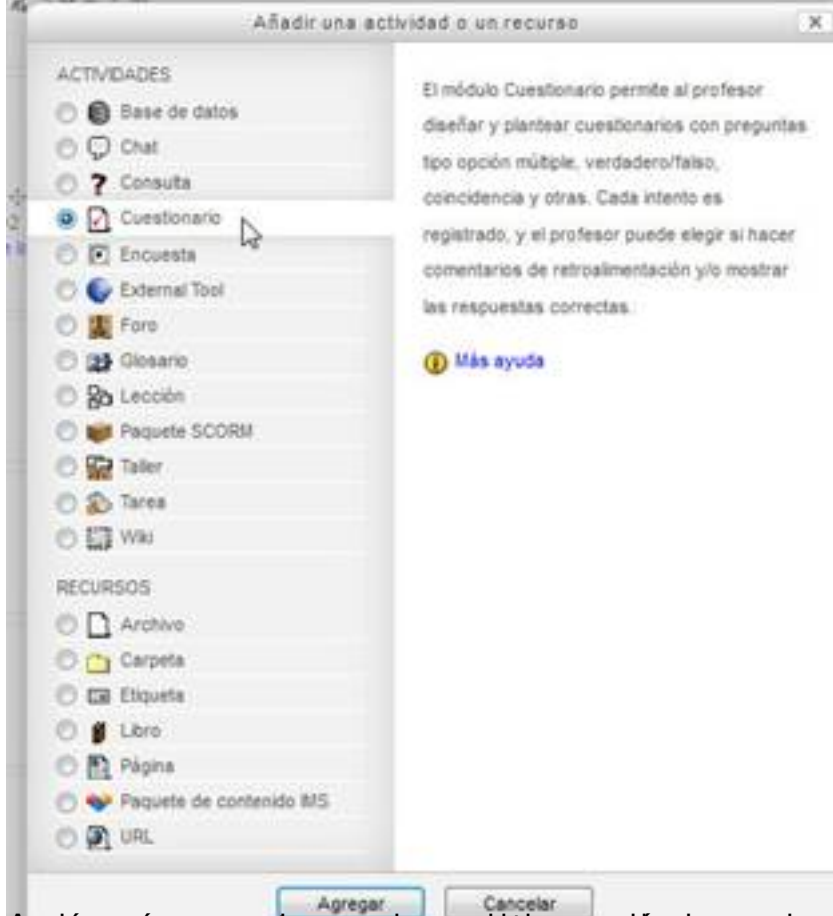 Añadir una actividad o un recurso
ACTIVIDADES
Base de datos
Chat
Consulta
Cuestionario
Encuesta
External Tool
Foro
Glosario
Lección
Paquete SCORM
Taller
Tarea
Wiki
RECURSOS
Archivo
Carpeta
Etiqueta
Libro
Página
Paquete de contenido IMS
URL
El módulo Cuestionario permite al profesor
diseñar y plantear cuestionarios con preguntas
tipo opción múltiple, verdadero/falso,
coincidencia y otras. Cada intento es
registrado, y el profesor puede elegir si hacer
comentarios de retroalimentación y/o mostrar
las respuestas correctas.:
Más ayuda
Agregar
Cancelar